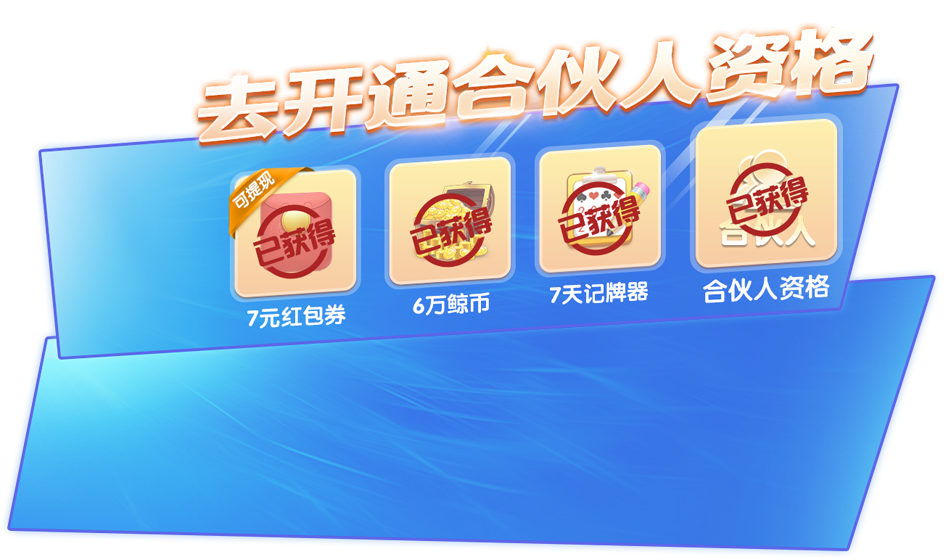 去开通合伙人资格
可提现
已获得
已获得
已获得
已获得
合伙人
7元红包券
6万鲸币
7天记牌器
合伙人资格